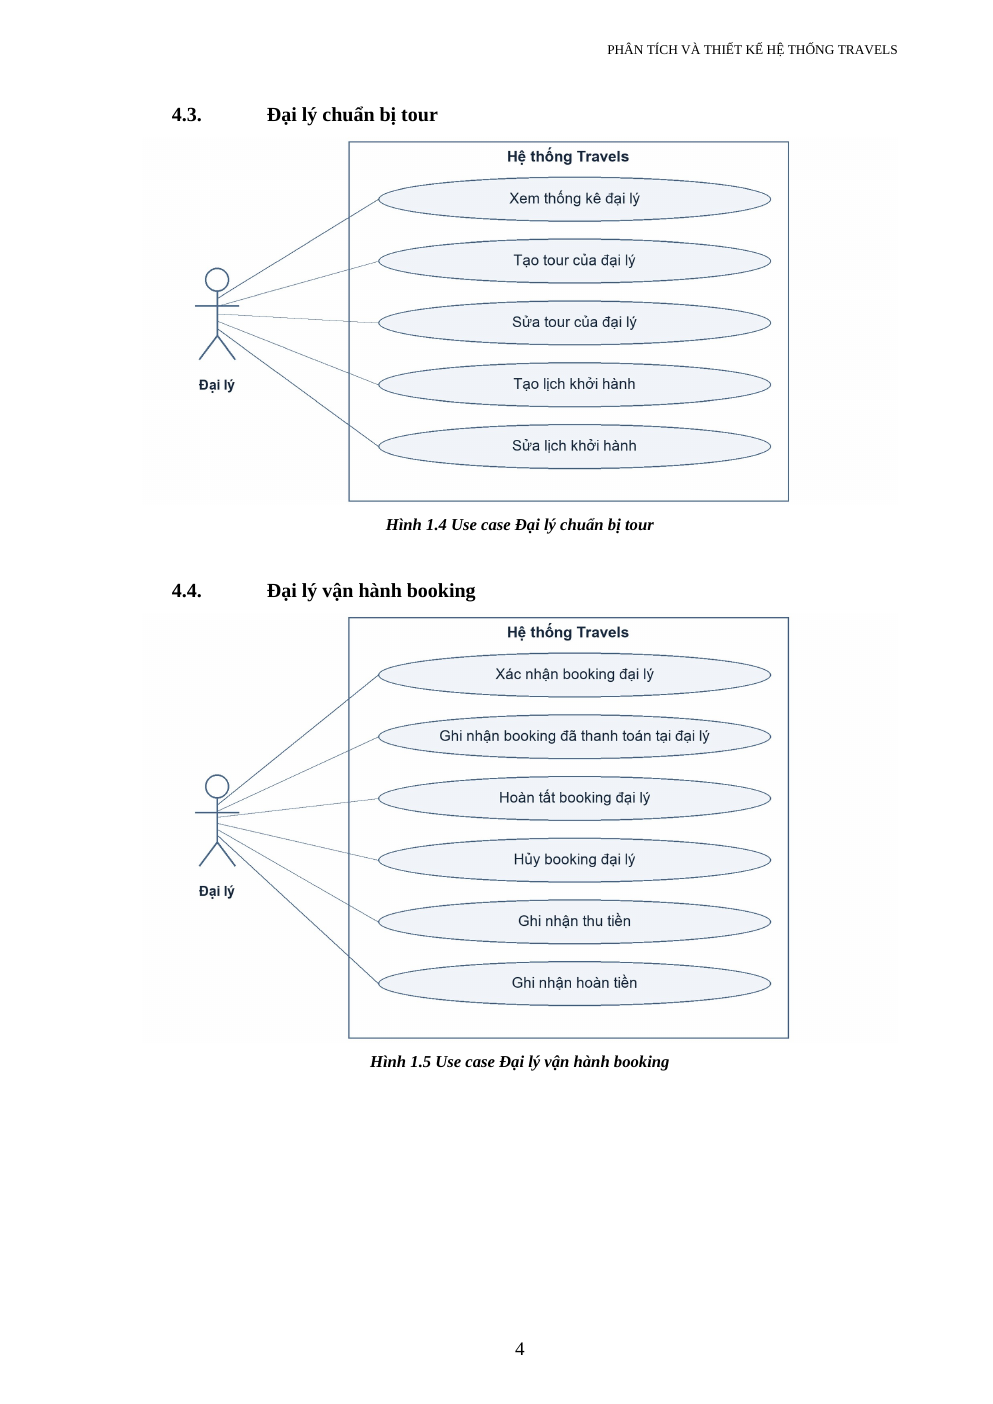 PHÂN TÍCH VÀ THIẾT KẾ HỆ THỐNG TRAVELS
4.3. Đại lý chuẩn bị tour
Hệ thống Travels
Xem thống kê đại lý
Tạo tour của đại lý
Sửa tour của đại lý
Tạo lịch khởi hành
Đại lý
Sửa lịch khởi hành
Hình 1.4 Use case Đại lý chuẩn bị tour
4.4. Đại lý vận hành booking
Hệ thống Travels
Xác nhận booking đại lý
Ghi nhận booking đã thanh toán tại đại lý
Hoàn tất booking đại lý
Hủy booking đại lý
Đại lý
Ghi nhận thu tiền
Ghi nhận hoàn tiền
Hình 1.5 Use case Đại lý vận hành booking
4